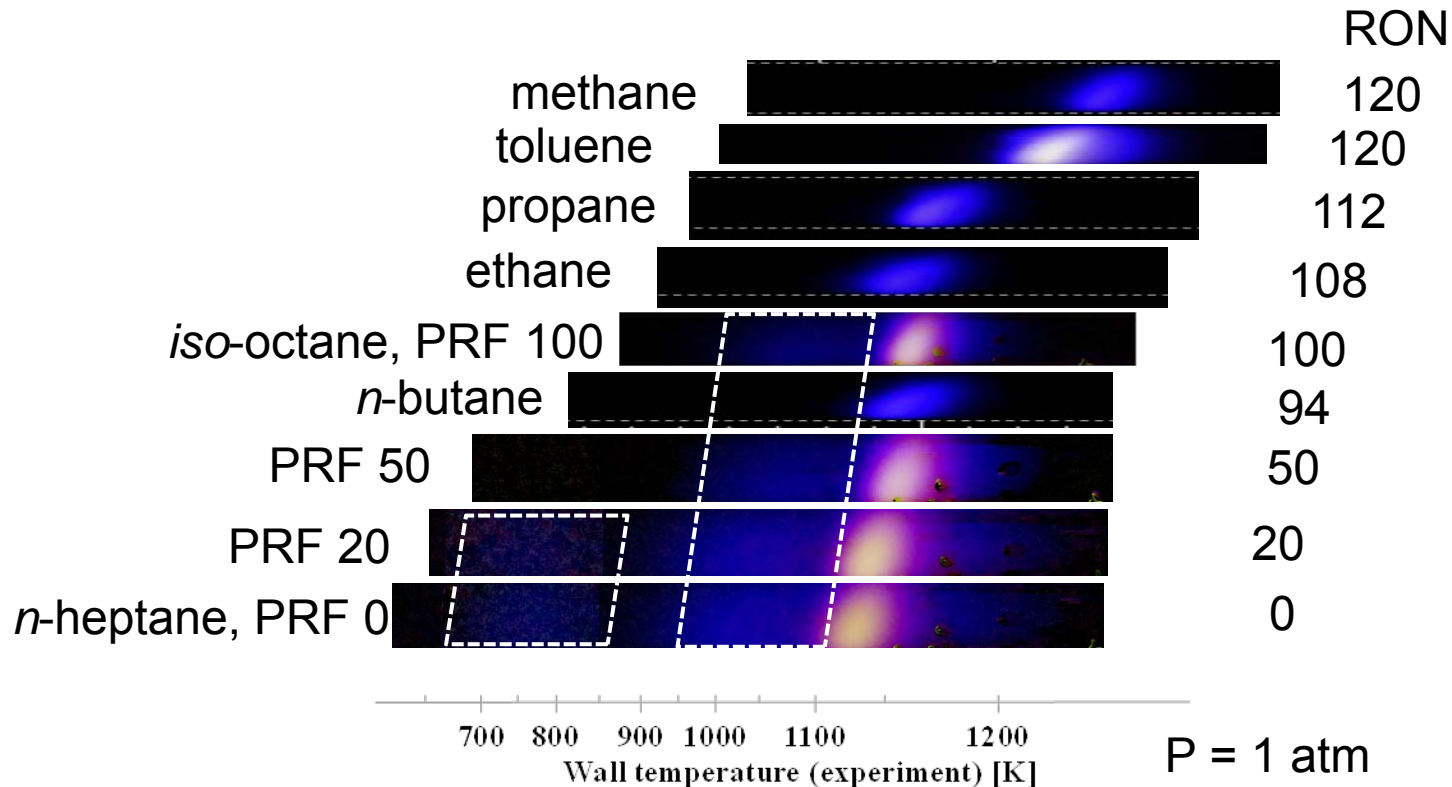 RON
methane 120
toluene 120
propane 112
ethane 108
iso-octane, PRF 100 100
n-butane 94
PRF 50 50
PRF 20 20
n-heptane, PRF 0 0
700 800 900 1000 1100 1200
Wall temperature (experiment) [K]
P = 1 atm